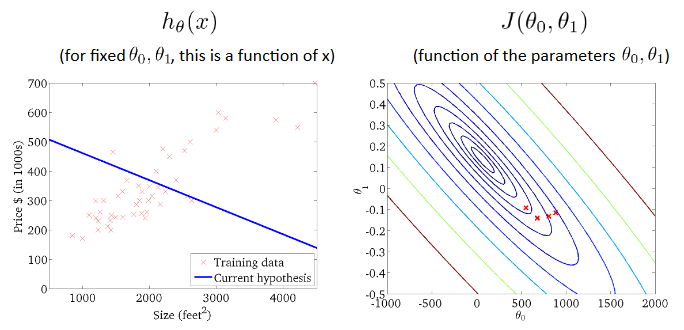 hθ(x)
(for fixed θ0, θ1, this is a function of x)
700
600
500
400
300
200
100
0
Price $ (in 1000s)
1000 2000 3000 4000
Size (feet²)
Training data
Current hypothesis
J(θ0, θ1)
(function of the parameters θ0, θ1)
0.5
0.4
0.3
0.2
0.1
0
-0.1
-0.2
-0.3
-0.4
-0.5
θ1
-1000 -500 0 500 1000 1500 2000
θ0